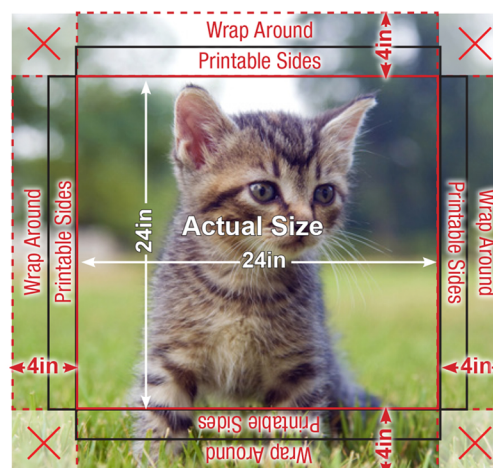 Wrap Around
4in
Printable Sides
Wrap Around
Printable Sides
24in
Actual Size
24in
Printable Sides
Wrap Around
4in
4in
Printable Sides
Wrap Around
4in